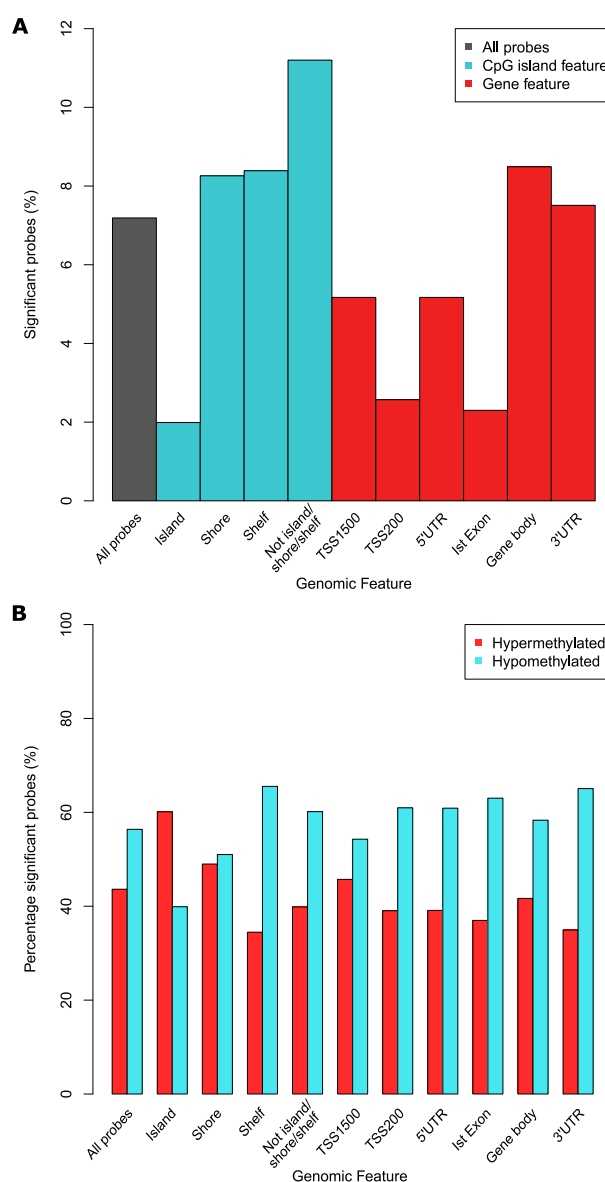 A
All probes
CpG island feature
Gene feature
Significant probes (%)
0
2
4
6
8
10
12
All probes
Island
Shore
Shelf
Not island/
shore/shelf
TSS1500
TSS200
5'UTR
Ist Exon
Gene body
3'UTR
Genomic Feature
B
Hypermethylated
Hypomethylated
Percentage significant probes (%)
0
20
40
60
80
100
All probes
Island
Shore
Shelf
Not island/
shore/shelf
TSS1500
TSS200
5'UTR
Ist Exon
Gene body
3'UTR
Genomic Feature